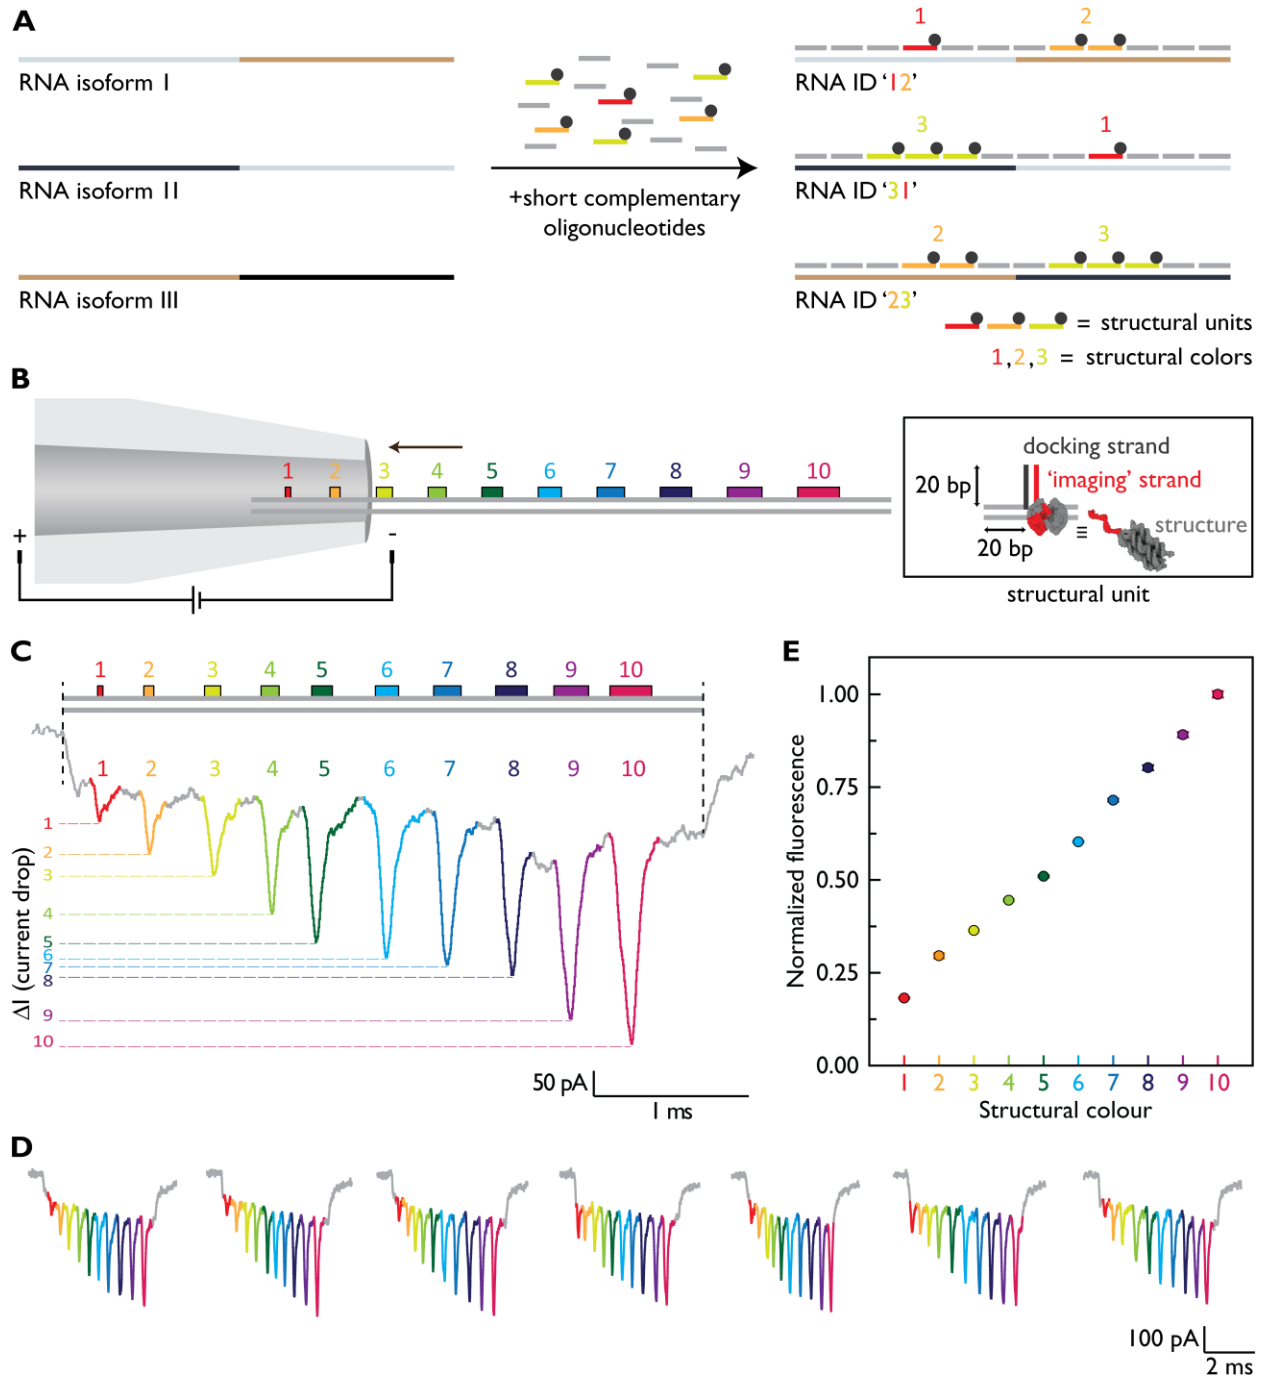 A
RNA isoform I
RNA isoform II
RNA isoform III
+short complementary
oligonucleotides
1 2
RNA ID ‘12’
3 1
RNA ID ‘31’
2 3
RNA ID ‘23’
= structural units
1,2,3 = structural colors
B
1 2 3 4 5 6 7 8 9 10
+ -
docking strand
20 bp
‘imaging’ strand
structure
20 bp
structural unit
C
1 2 3 4 5 6 7 8 9 10
1 2 3 4 5 6 7 8 9 10
ΔI (current drop)
1
2
3
4
5
6
7
8
9
10
50 pA
1 ms
E
Normalized fluorescence
1.00
0.75
0.50
0.25
0.00
1 2 3 4 5 6 7 8 9 10
Structural colour
D
100 pA
2 ms